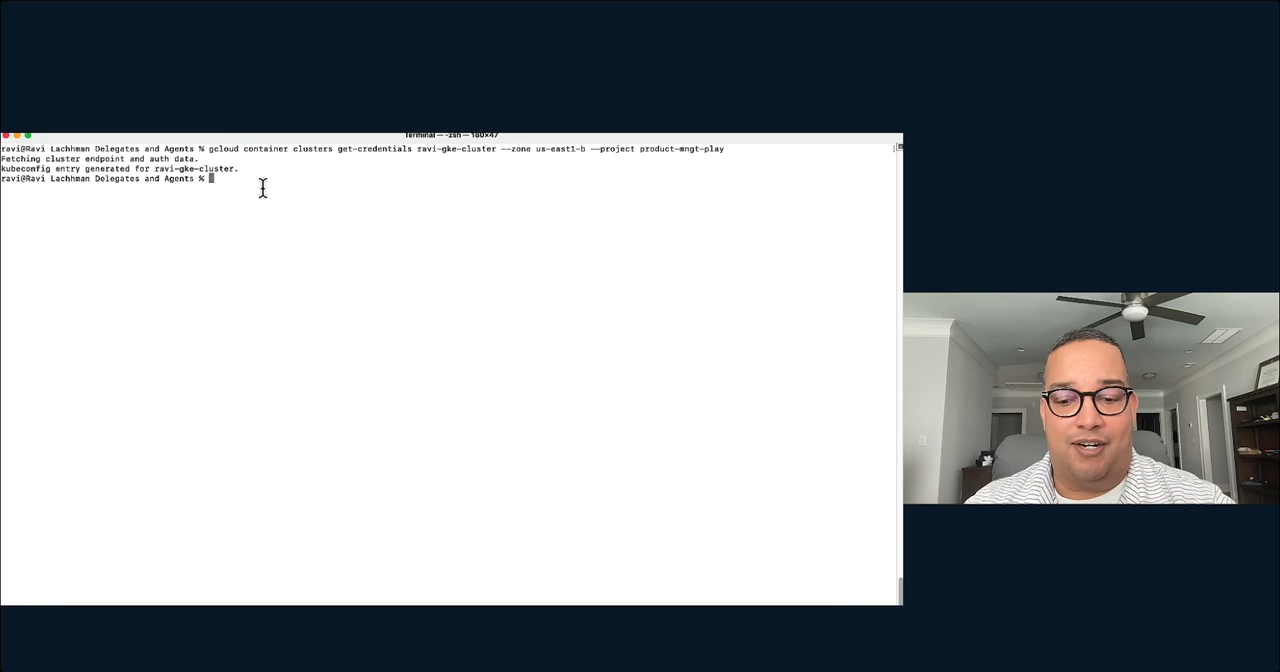 Terminal — -zsh — 180×47
ravi@Ravi Lachhman Delegates and Agents % gcloud container clusters get-credentials ravi-gke-cluster --zone us-east1-b --project product-mngt-play
Fetching cluster endpoint and auth data.
kubeconfig entry generated for ravi-gke-cluster.
ravi@Ravi Lachhman Delegates and Agents %